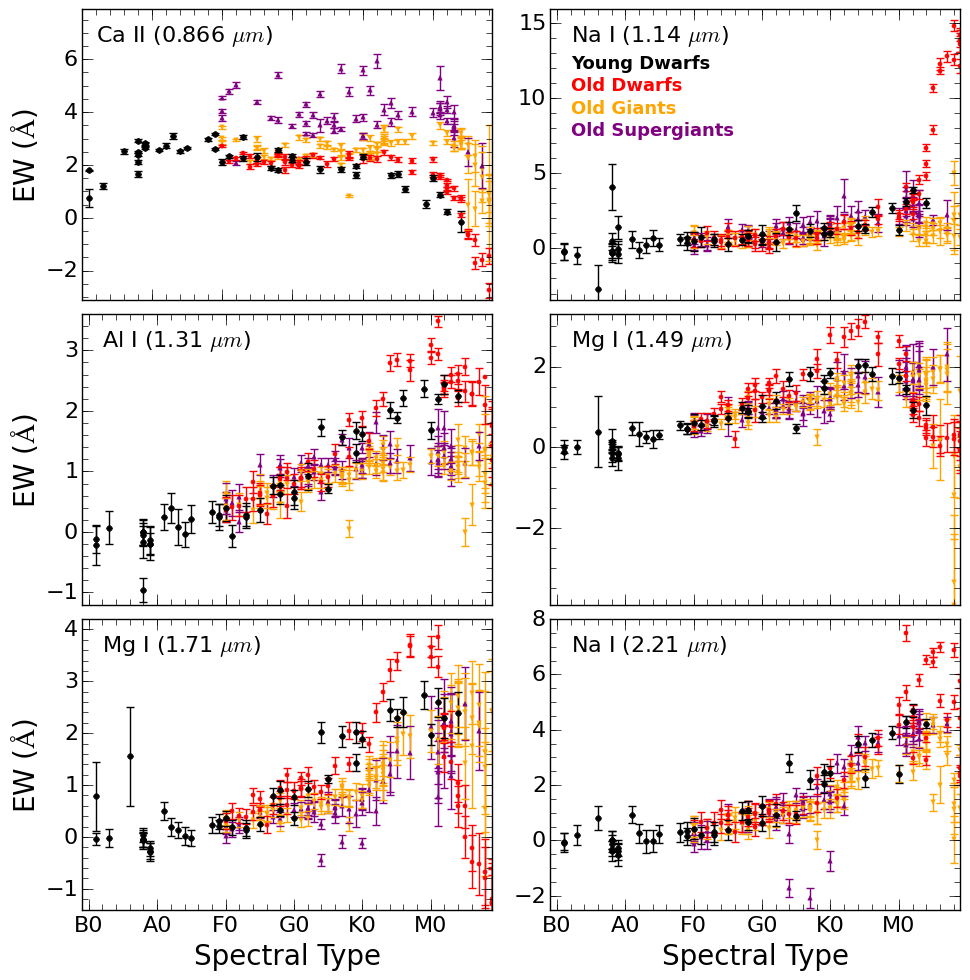 Ca II (0.866 μm)
EW (Å)
6
4
2
0
−2
Na I (1.14 μm)
Young Dwarfs
Old Dwarfs
Old Giants
Old Supergiants
15
10
5
0
Al I (1.31 μm)
EW (Å)
3
2
1
0
−1
Mg I (1.49 μm)
2
0
−2
Mg I (1.71 μm)
EW (Å)
4
3
2
1
0
−1
B0 A0 F0 G0 K0 M0
Spectral Type
Na I (2.21 μm)
8
6
4
2
0
−2
B0 A0 F0 G0 K0 M0
Spectral Type